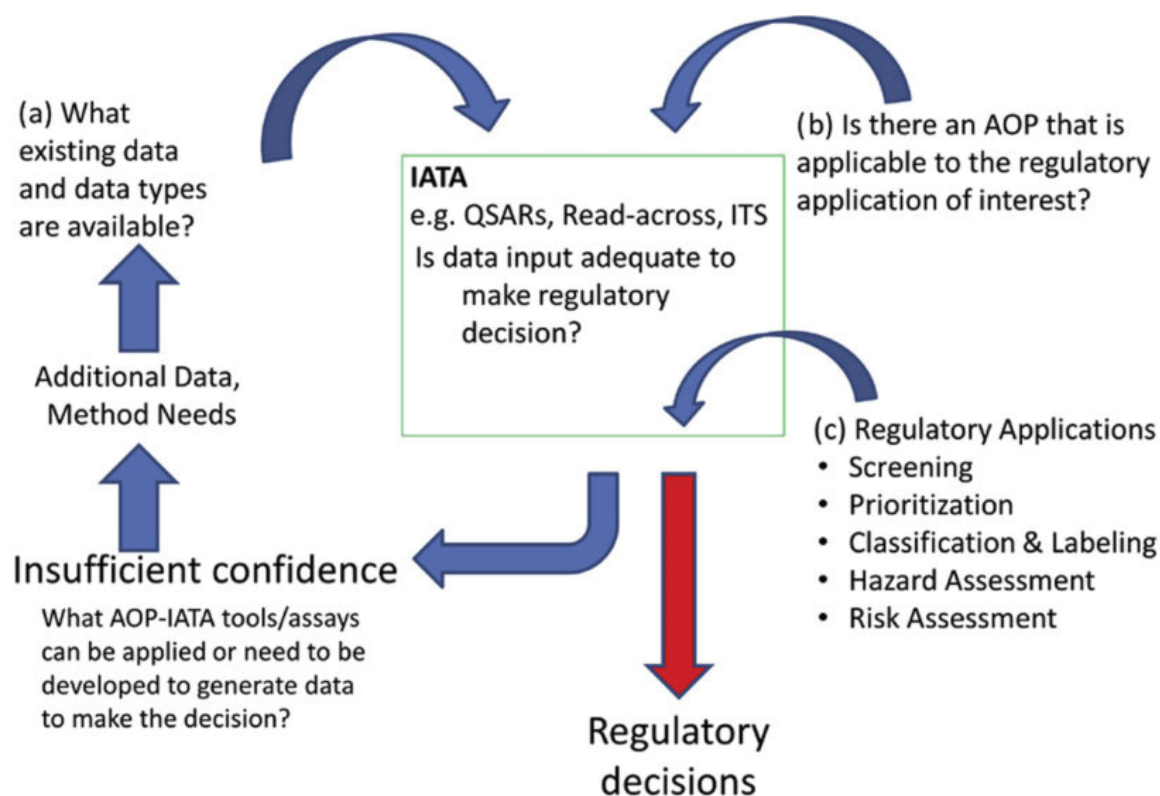 (a) What
existing data
and data types
are available?
(b) Is there an AOP that is
applicable to the regulatory
application of interest?
IATA
e.g. QSARs, Read-across, ITS
Is data input adequate to
make regulatory
decision?
Additional Data,
Method Needs
(c) Regulatory Applications
• Screening
• Prioritization
• Classification & Labeling
• Hazard Assessment
• Risk Assessment
Insufficient confidence
What AOP-IATA tools/assays
can be applied or need to be
developed to generate data
to make the decision?
Regulatory
decisions